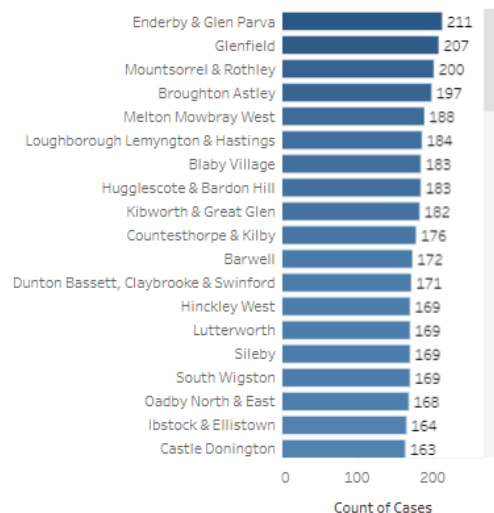 Enderby & Glen Parva 211
Glenfield 207
Mountsorrel & Rothley 200
Broughton Astley 197
Melton Mowbray West 188
Loughborough Lemyngton & Hastings 184
Blaby Village 183
Hugglescote & Bardon Hill 183
Kibworth & Great Glen 182
Countesthorpe & Kilby 176
Barwell 172
Dunton Bassett, Claybrooke & Swinford 171
Hinckley West 169
Lutterworth 169
Sileby 169
South Wigston 169
Oadby North & East 168
Ibstock & Ellistown 164
Castle Donington 163
0 100 200
Count of Cases